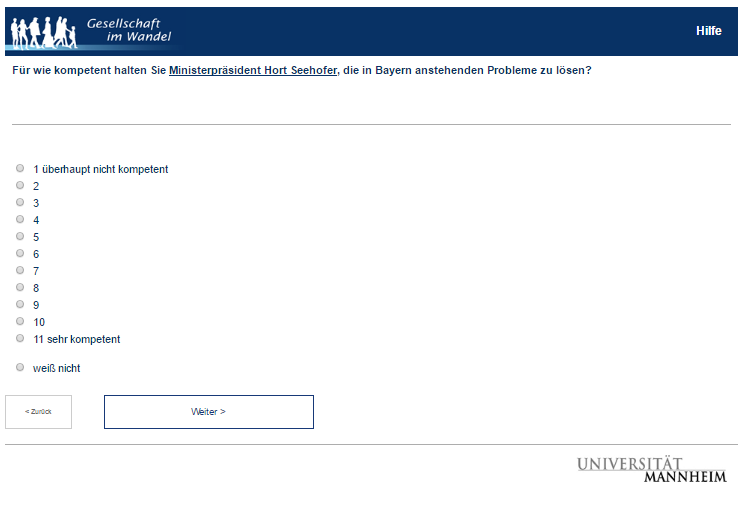 Gesellschaft
im Wandel
Hilfe
Für wie kompetent halten Sie Ministerpräsident Hort Seehofer, die in Bayern anstehenden Probleme zu lösen?
1 überhaupt nicht kompetent
2
3
4
5
6
7
8
9
10
11 sehr kompetent
weiß nicht
< Zurück
Weiter >
UNIVERSITÄT
MANNHEIM